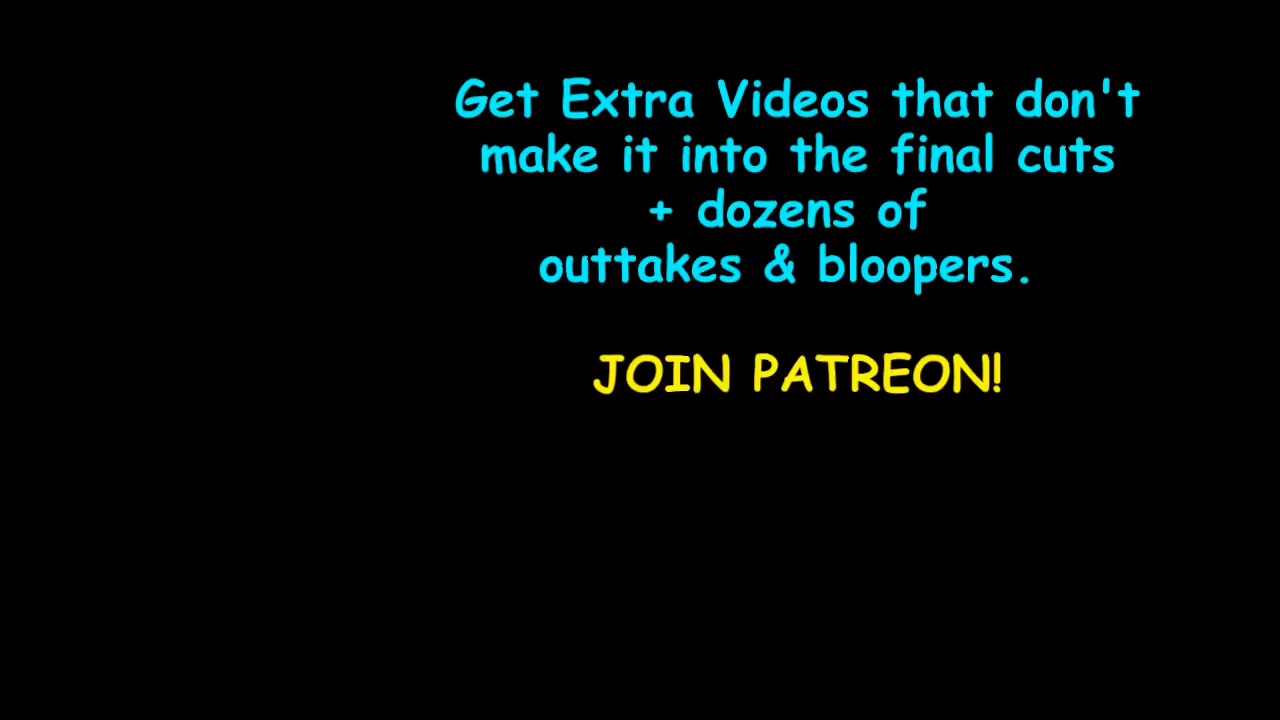 Get Extra Videos that don't
make it into the final cuts
+ dozens of
outtakes & bloopers.
JOIN PATREON!